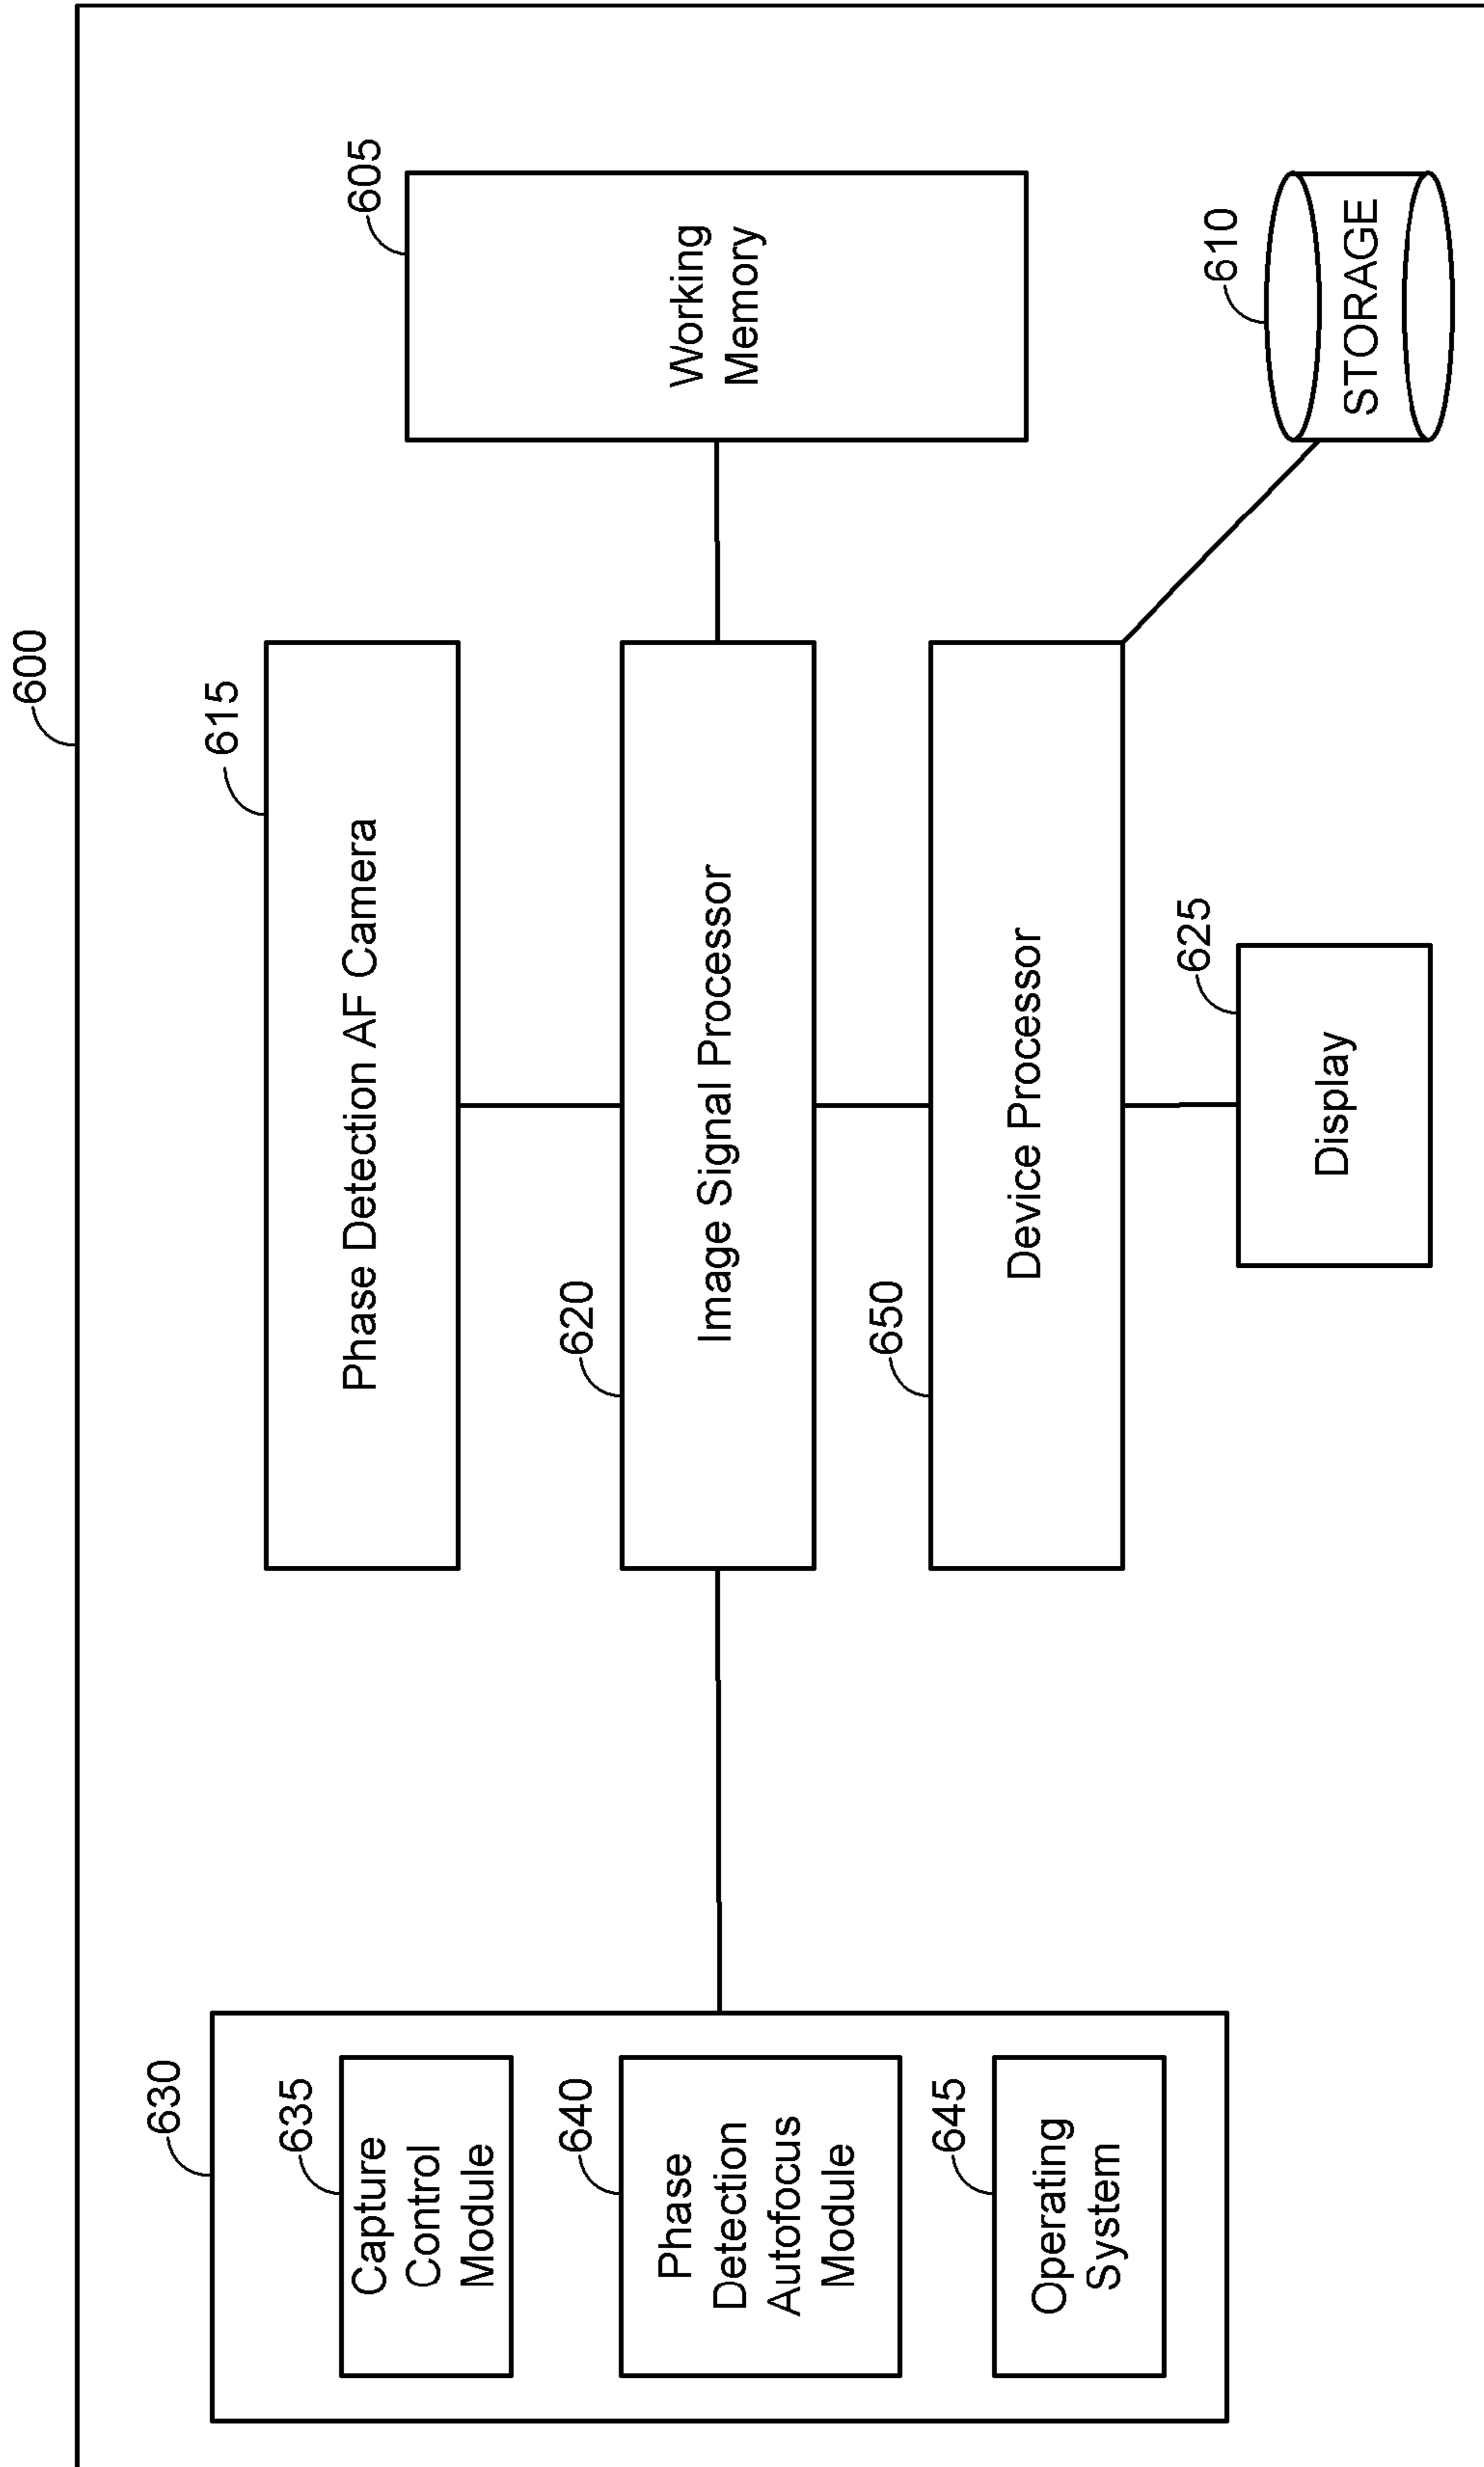 600
630
635
Capture
Control
Module
640
Phase
Detection
Autofocus
Module
645
Operating
System
615
Phase Detection AF Camera
620
Image Signal Processor
650
Device Processor
625
Display
605
Working
Memory
610
STORAGE